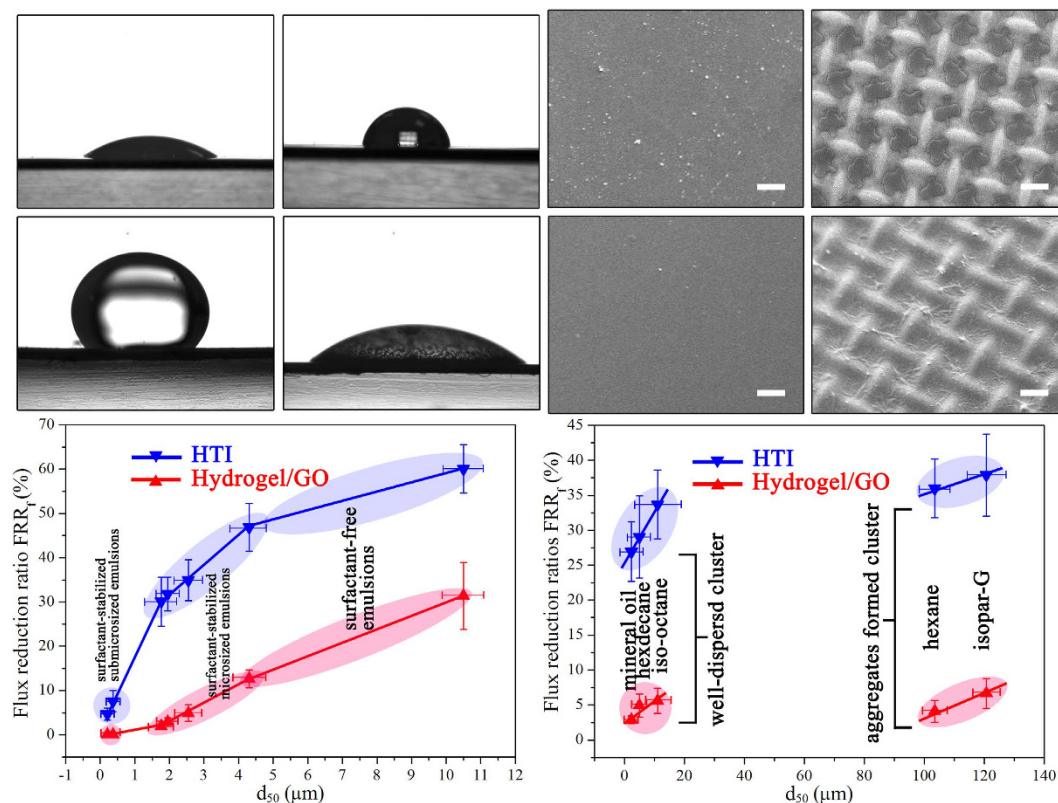 70
60
50
40
30
20
10
0
Flux reduction ratio FRRf(%)
HTI
Hydrogel/GO
surfactant-stabilized
submicrosized emulsions
surfactant-stabilized
microsized emulsions
surfactant-free
emulsions
-1 0 1 2 3 4 5 6 7 8 9 10 11 12
d50 (μm)
45
40
35
30
25
20
15
10
5
0
-5
Flux reduction ratios FRRf (%)
HTI
Hydrogel/GO
mineral oil
hexdecane
iso-octane
well-dispersd cluster
aggregates formed cluster
hexane
isopar-G
0 20 40 60 80 100 120 140
d50 (μm)